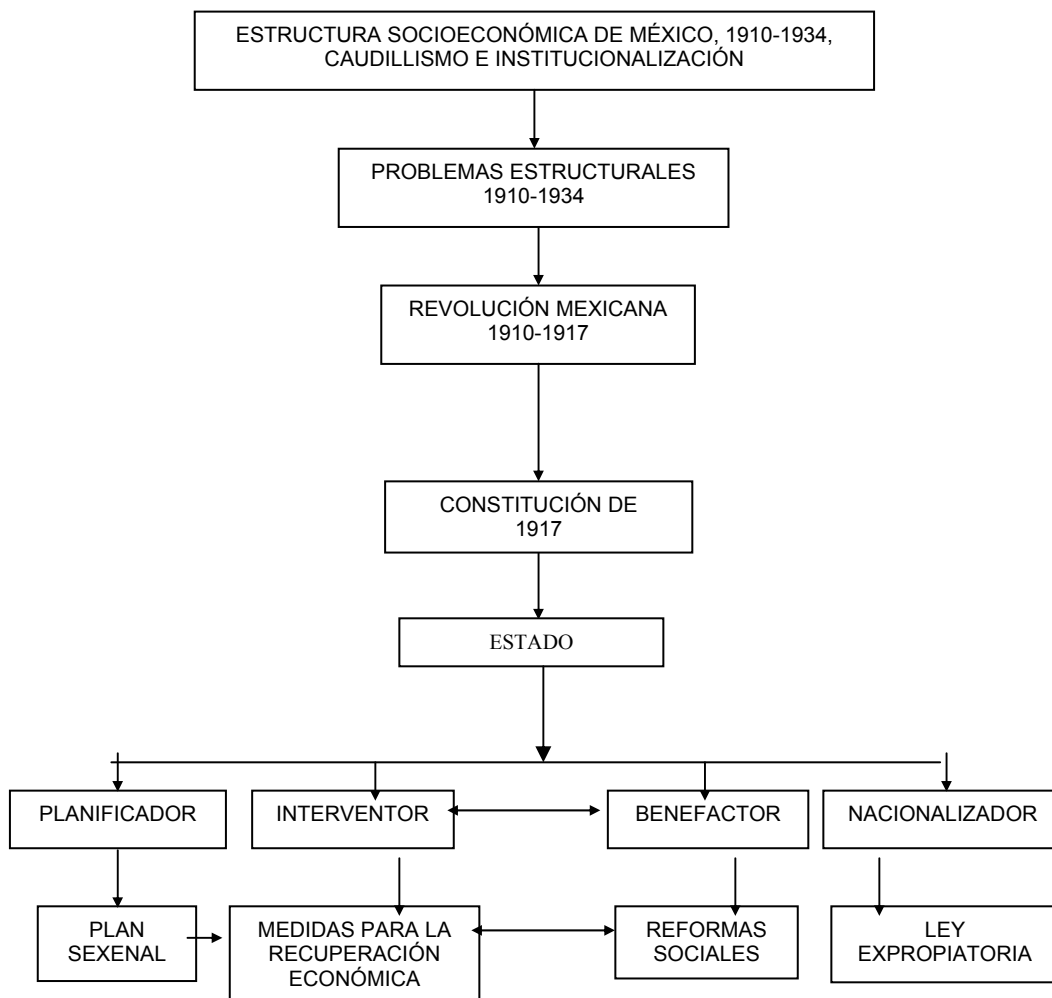 ESTRUCTURA SOCIOECONÓMICA DE MÉXICO, 1910-1934,
CAUDILLISMO E INSTITUCIONALIZACIÓN
PROBLEMAS ESTRUCTURALES
1910-1934
REVOLUCIÓN MEXICANA
1910-1917
CONSTITUCIÓN DE
1917
ESTADO
PLANIFICADOR
INTERVENTOR
BENEFACTOR
NACIONALIZADOR
PLAN
SEXENAL
MEDIDAS PARA LA
RECUPERACIÓN
ECONÓMICA
REFORMAS
SOCIALES
LEY
EXPROPIATORIA